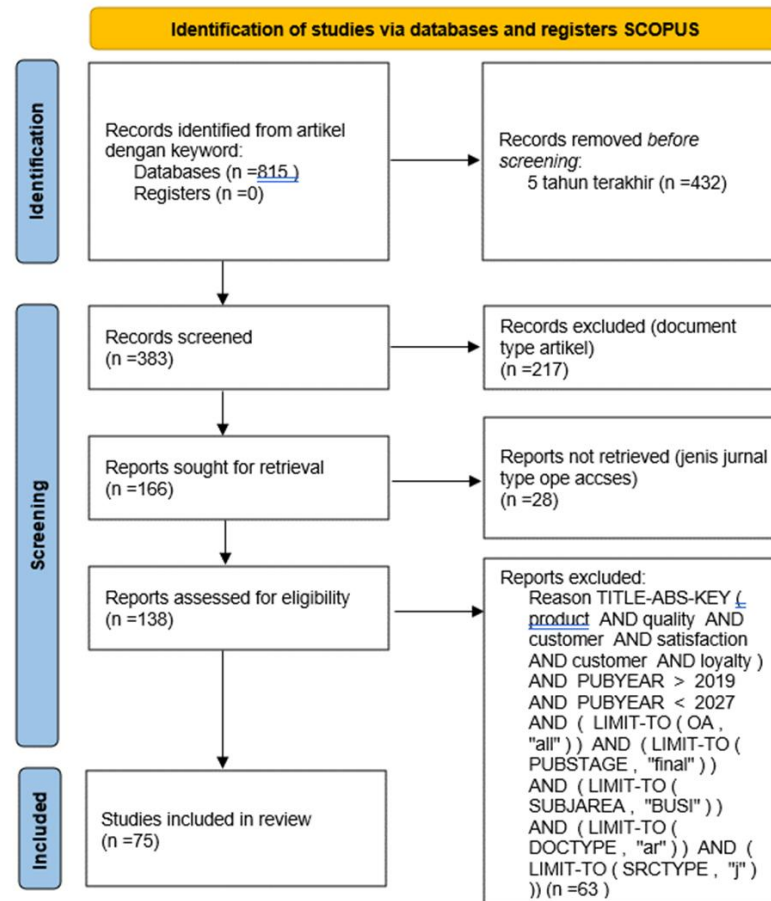 Identification of studies via databases and registers SCOPUS
Identification
Records identified from artikel
dengan keyword:
Databases (n =815 )
Registers (n =0)
Records removed before
screening:
5 tahun terakhir (n =432)
Screening
Records screened
(n =383)
Records excluded (document
type artikel)
(n =217)
Reports sought for retrieval
(n =166)
Reports not retrieved (jenis jurnal
type ope accses)
(n =28)
Reports assessed for eligibility
(n =138)
Reports excluded:
Reason TITLE-ABS-KEY (
product AND quality AND
customer AND satisfaction
AND customer AND loyalty )
AND PUBYEAR > 2019
AND PUBYEAR < 2027
AND ( LIMIT-TO ( OA ,
"all" ) ) AND ( LIMIT-TO (
PUBSTAGE , "final" ) )
AND ( LIMIT-TO (
SUBJAREA , "BUSI" ) )
AND ( LIMIT-TO (
DOCTYPE , "ar" ) ) AND (
LIMIT-TO ( SRCTYPE , "j" )
)) (n =63 )
Included
Studies included in review
(n =75)